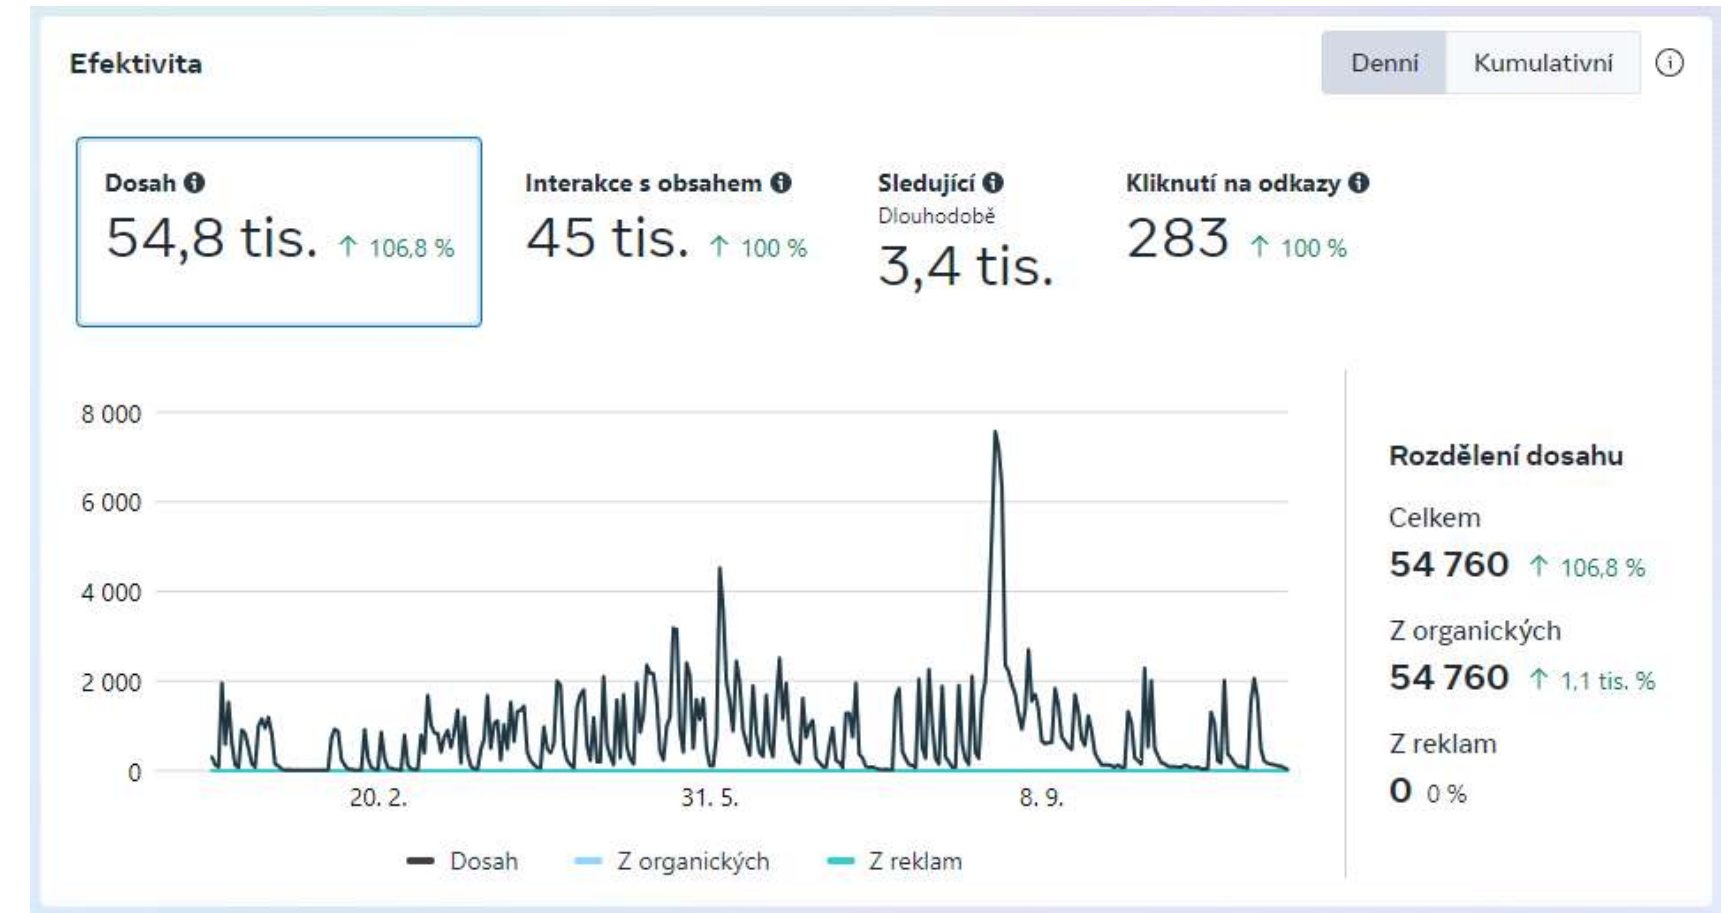 Efektivita
Denní
Kumulativní
Dosah
54,8 tis. ↑ 106,8 %
Interakce s obsahem
45 tis. ↑ 100 %
Sledující
Dlouhodobě
3,4 tis.
Kliknutí na odkazy
283 ↑ 100 %
8 000
6 000
4 000
2 000
0
20. 2.
31. 5.
8. 9.
Dosah
Z organických
Z reklam
Rozdělení dosahu
Celkem
54 760 ↑ 106,8 %
Z organických
54 760 ↑ 1,1 tis. %
Z reklam
0 0 %